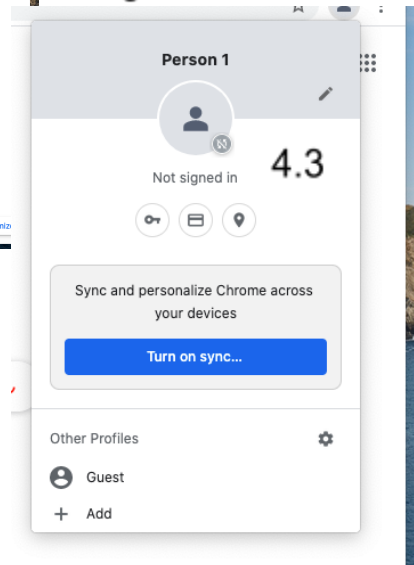 Person 1
4.3
Not signed in
Sync and personalize Chrome across
your devices
Turn on sync...
Other Profiles
Guest
+ Add